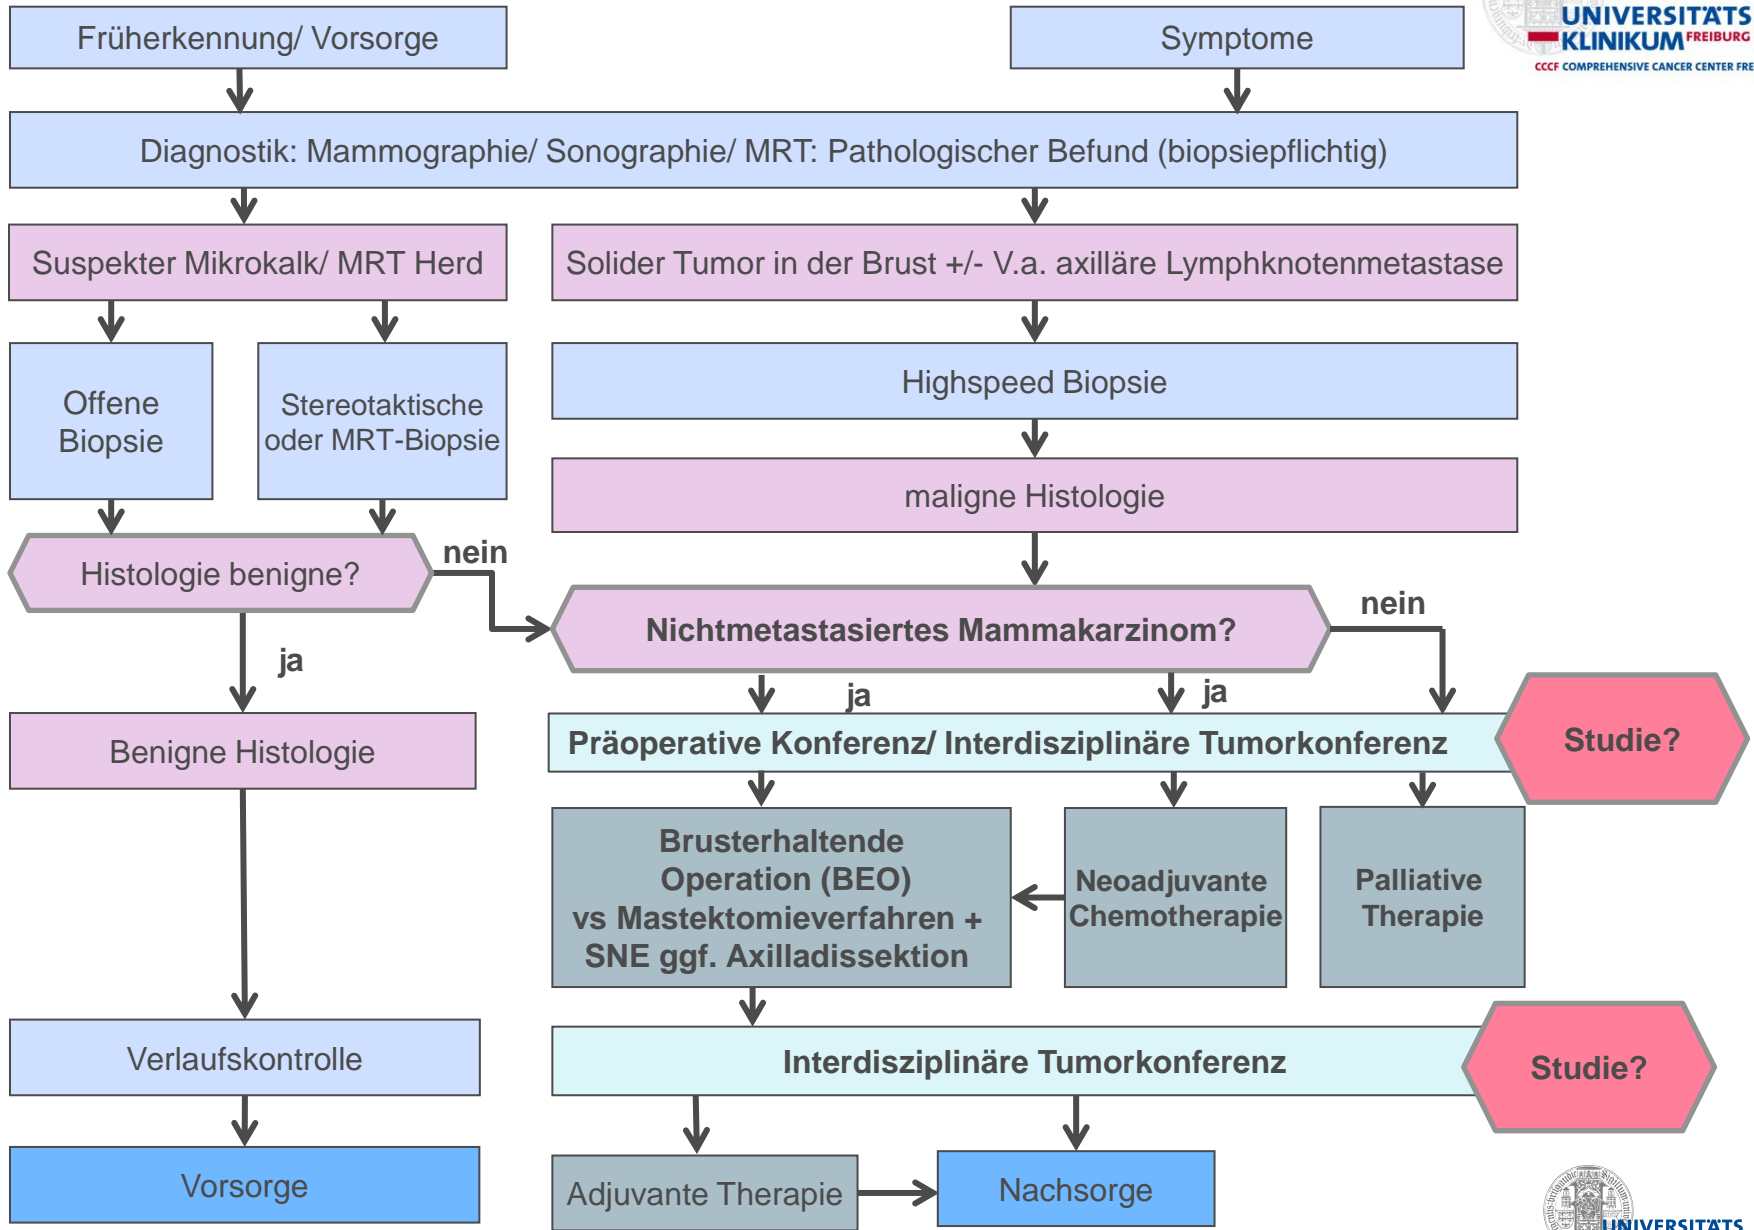 Früherkennung/ Vorsorge
Symptome
UNIVERSITÄTS
KLINIKUM FREIBURG
CCCF COMPREHENSIVE CANCER CENTER FRE
Diagnostik: Mammographie/ Sonographie/ MRT: Pathologischer Befund (biopsiepflichtig)
Suspekter Mikrokalk/ MRT Herd
Solider Tumor in der Brust +/- V.a. axilläre Lymphknotenmetastase
Offene
Biopsie
Stereotaktische
oder MRT-Biopsie
Highspeed Biopsie
maligne Histologie
Histologie benigne?
nein
Nichtmetastasiertes Mammakarzinom?
nein
ja
ja
ja
Benigne Histologie
Präoperative Konferenz/ Interdisziplinäre Tumorkonferenz
Studie?
Brusterhaltende
Operation (BEO)
vs Mastektomieverfahren +
SNE ggf. Axilladissektion
Neoadjuvante
Chemotherapie
Palliative
Therapie
Verlaufskontrolle
Interdisziplinäre Tumorkonferenz
Studie?
Vorsorge
Adjuvante Therapie
Nachsorge
UNIVERSITÄTS